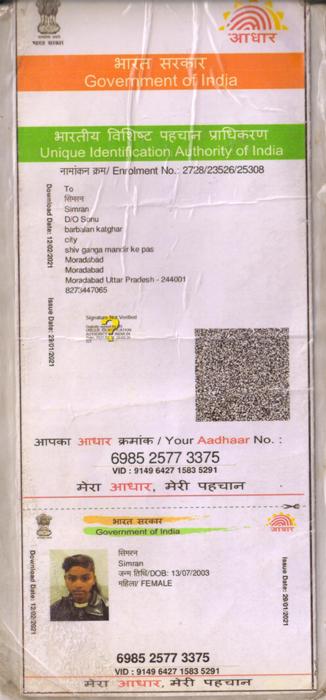 भारत सरकार
आधार
भारत सरकार
Government of India
भारतीय विशिष्ट पहचान प्राधिकरण
Unique Identification Authority of India
नामांकन क्रम/ Enrolment No.: 2728/23526/25308
Download Date: 12/02/2021
Issue Date: 29/01/2021
To
सिमरन
Simran
D/O Sonu
barbalan katghar
city
shiv ganga mandir ke pas
Moradabad
Moradabad
Moradabad Uttar Pradesh - 244001
8273447065
Signature Not Verified
आपका आधार क्रमांक / Your Aadhaar No. :
6985 2577 3375
VID : 9149 6427 1583 5291
मेरा आधार, मेरी पहचान
भारत सरकार
Government of India
आधार
Download Date: 12/02/2021
सिमरन
Simran
जन्म तिथि/DOB: 13/07/2003
महिला/ FEMALE
Issue Date: 29/01/2021
6985 2577 3375
VID : 9149 6427 1583 5291
मेरा आधार, मेरी पहचान